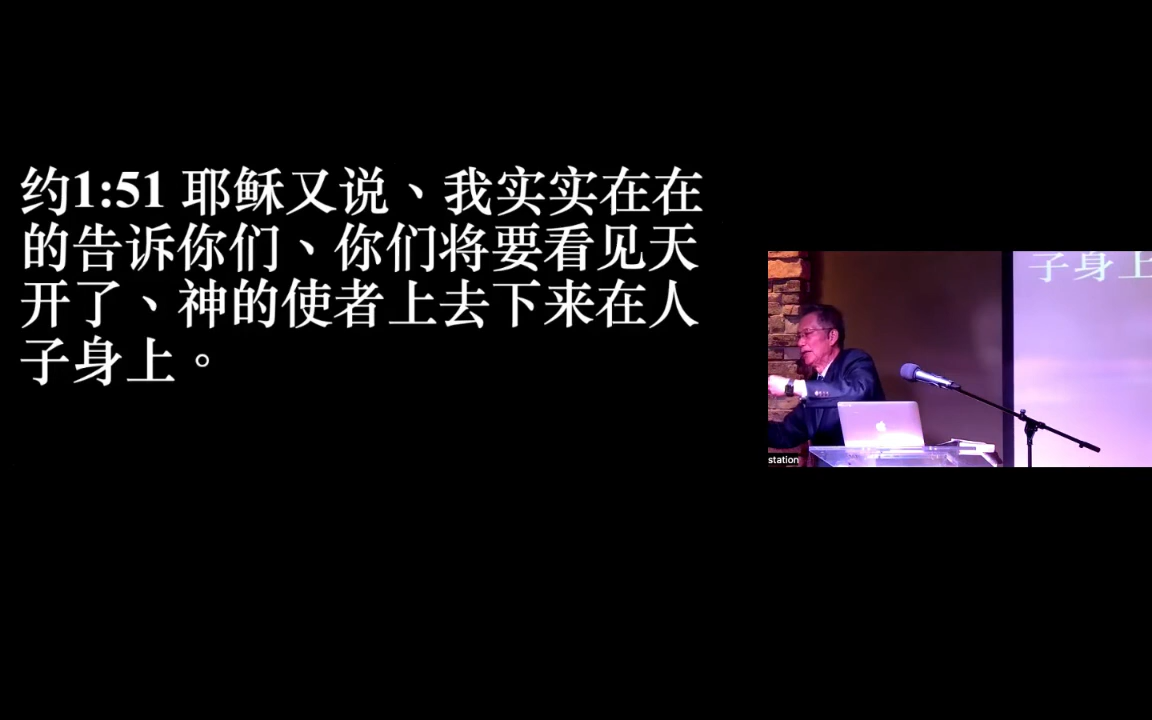 约1:51 耶稣又说、我实实在在
的告诉你们、你们将要看见天
开了、神的使者上去下来在人
子身上。
子身上
station